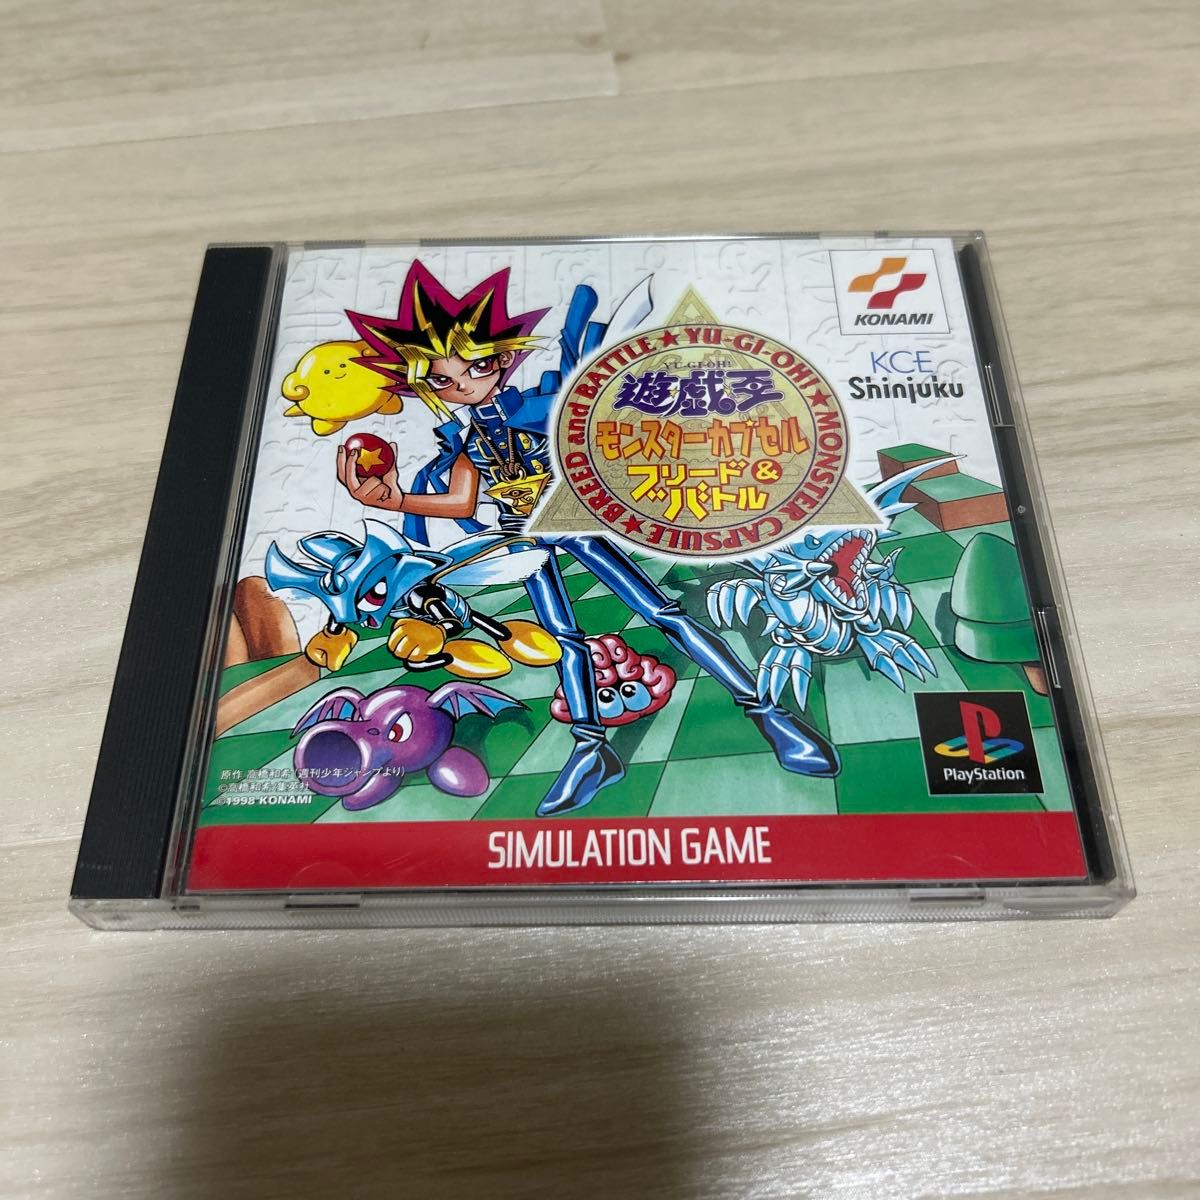 KONAMI
KCE
Shinjuku
BREED and BATTLE★YU-GI-OH!★MONSTER CAPSULE★
YU-GI-OH!
遊戯王
モンスターカプセル
ブリード&
バトル
原作 高橋和希(週刊少年ジャンプより)
©高橋和希/集英社
©1998 KONAMI
PlayStation
SIMULATION GAME